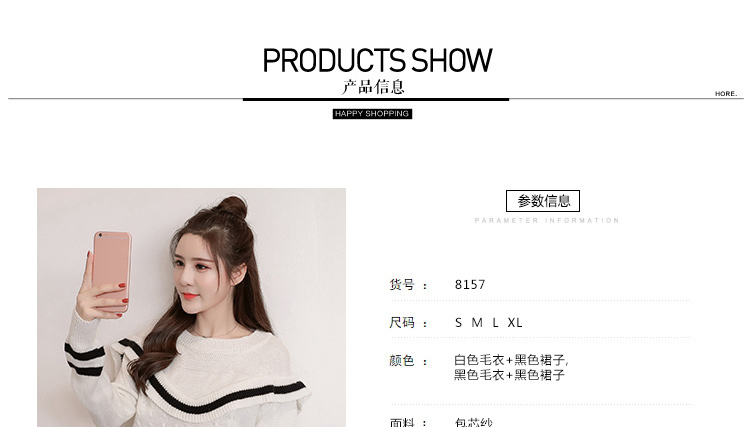 PRODUCTS SHOW
产品信息
HORE.
HAPPY SHOPPING
参数信息
PARAMETER INFORMATION
货号 : 8157
尺码 : S M L XL
颜色 : 白色毛衣+黑色裙子,
黑色毛衣+黑色裙子
面料 : 包芯纱